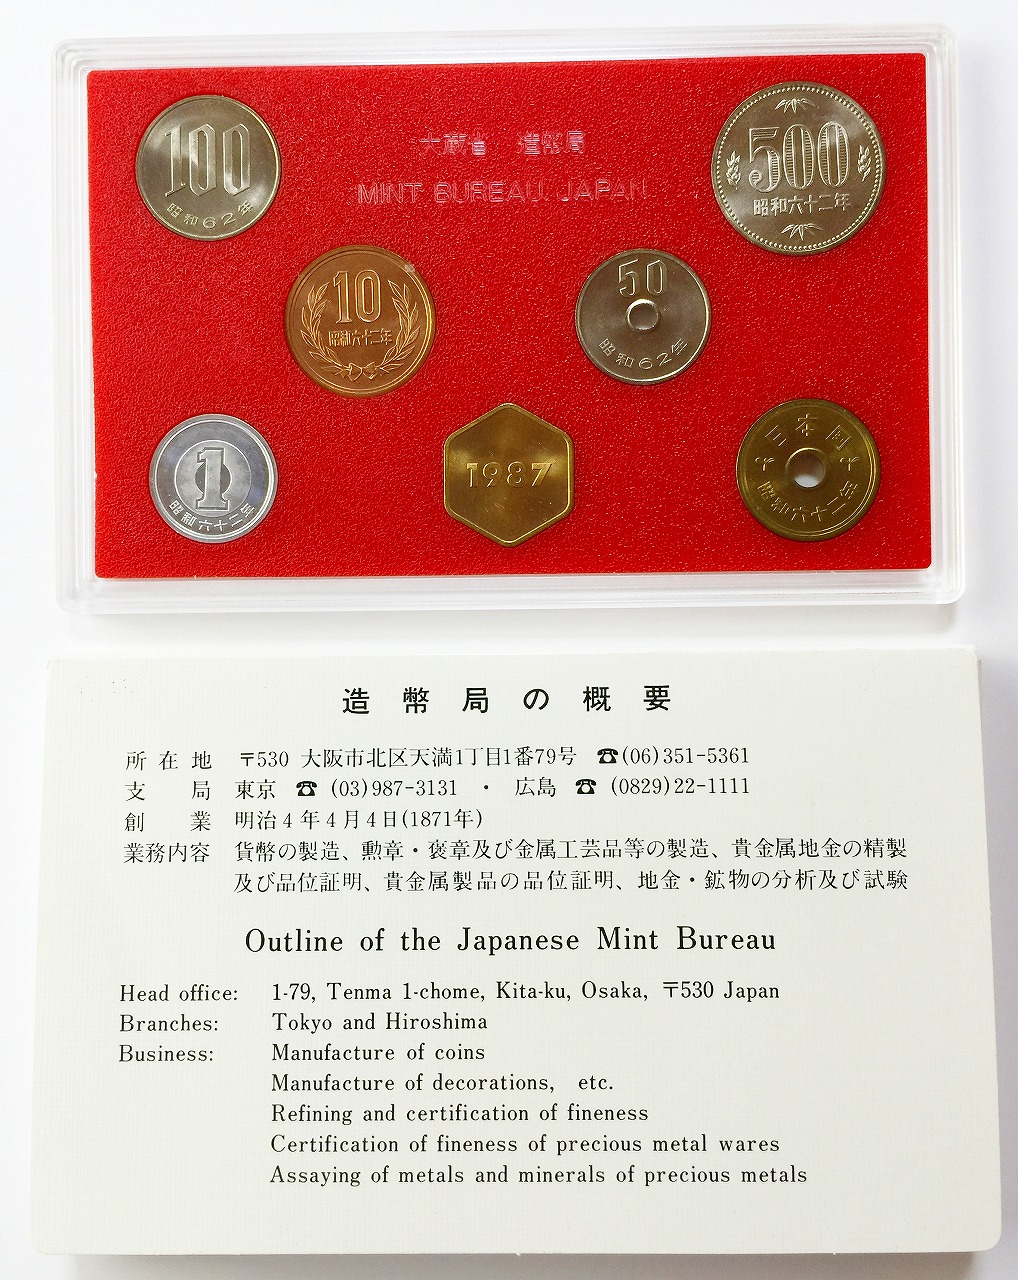 100
昭和62年
大蔵省 造幣局
MINT BUREAU, JAPAN
500
昭和六十二年
10
昭和六十二年
50
昭和62年
1
昭和六十二年
1987
日本国
昭和六十二年
造幣局の概要
所在地 〒530 大阪市北区天満1丁目1番79号 ☎(06)351-5361
支局 東京 ☎ (03)987-3131 ・ 広島 ☎ (0829)22-1111
創業 明治4年4月4日(1871年)
業務内容 貨幣の製造、勲章・褒章及び金属工芸品等の製造、貴金属地金の精製
及び品位証明、貴金属製品の品位証明、地金・鉱物の分析及び試験
Outline of the Japanese Mint Bureau
Head office: 1-79, Tenma 1-chome, Kita-ku, Osaka, 〒530 Japan
Branches: Tokyo and Hiroshima
Business: Manufacture of coins
Manufacture of decorations, etc.
Refining and certification of fineness
Certification of fineness of precious metal wares
Assaying of metals and minerals of precious metals